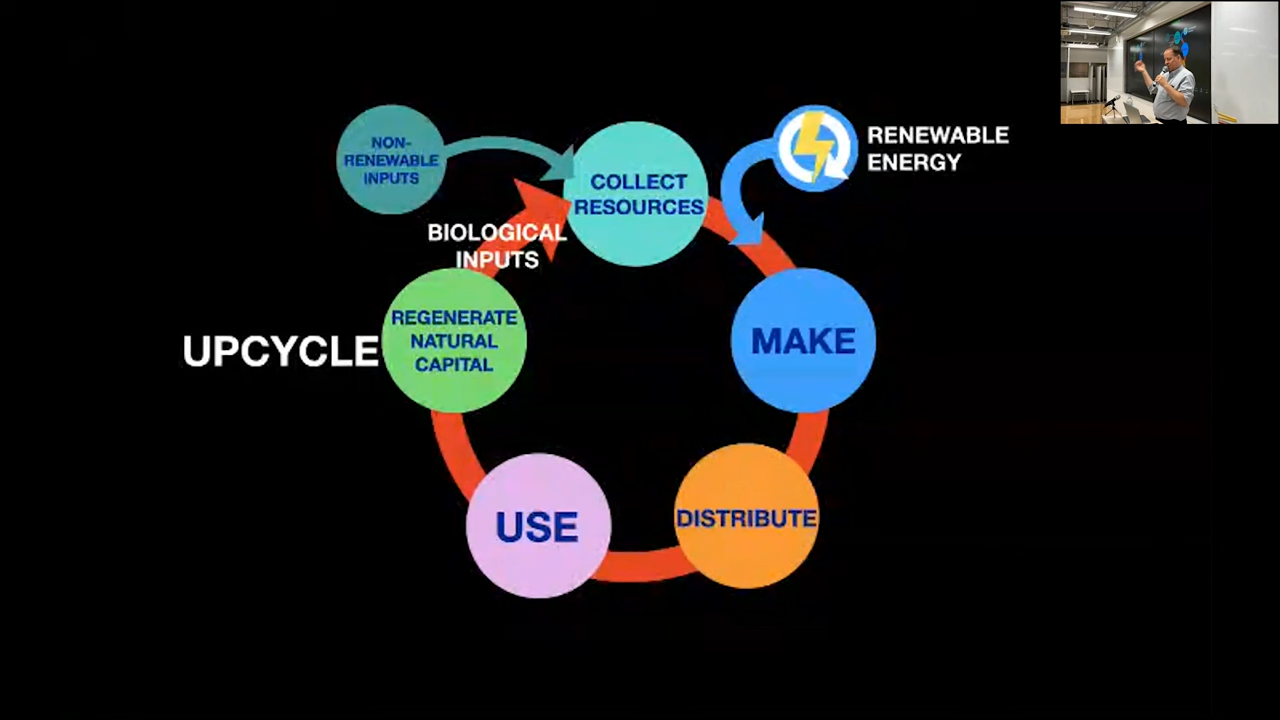 NON-
RENEWABLE
INPUTS
COLLECT
RESOURCES
RENEWABLE
ENERGY
BIOLOGICAL
INPUTS
UPCYCLE
REGENERATE
NATURAL
CAPITAL
MAKE
USE
DISTRIBUTE